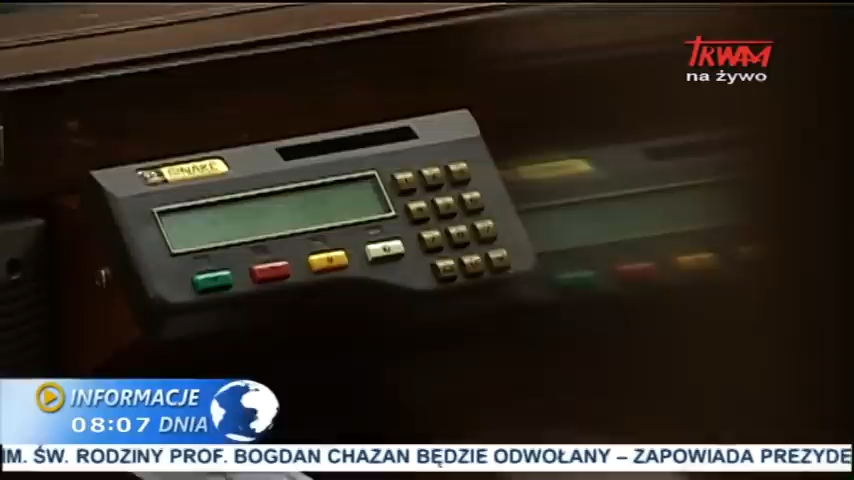 TRWAM
na żywo
INFORMACJE
08:07 DNIA
IM. ŚW. RODZINY PROF. BOGDAN CHAZAN BĘDZIE ODWOŁANY – ZAPOWIADA PREZYDE